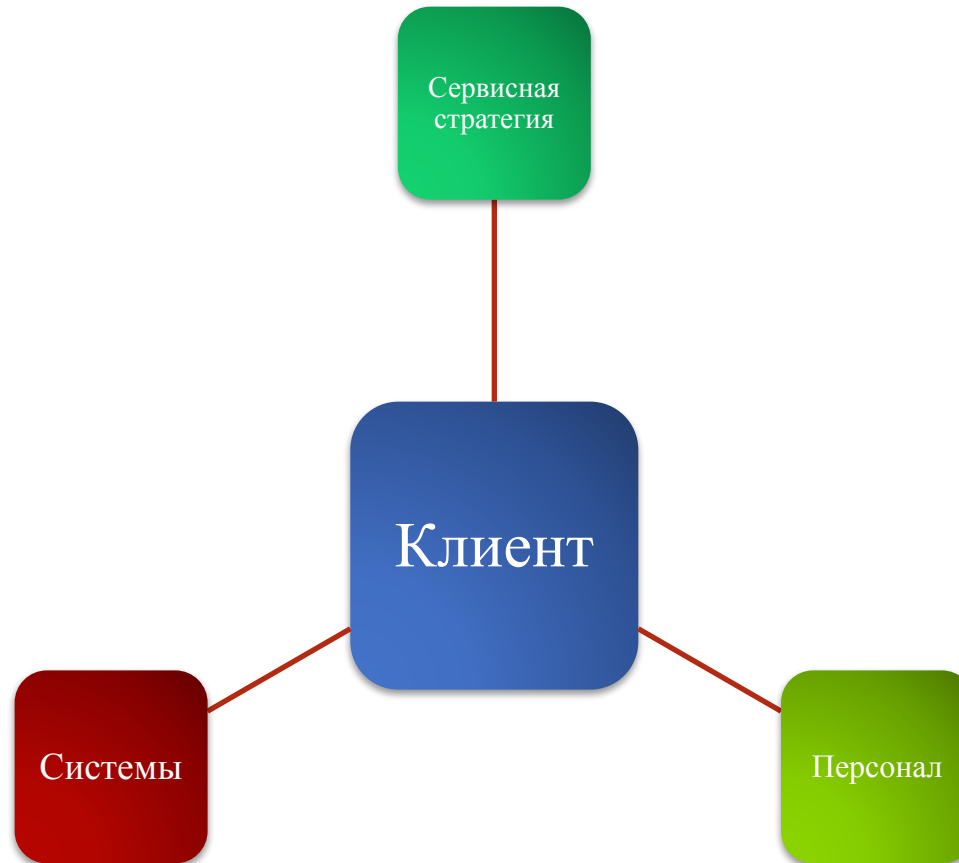 Сервисная
стратегия
Клиент
Системы
Персонал